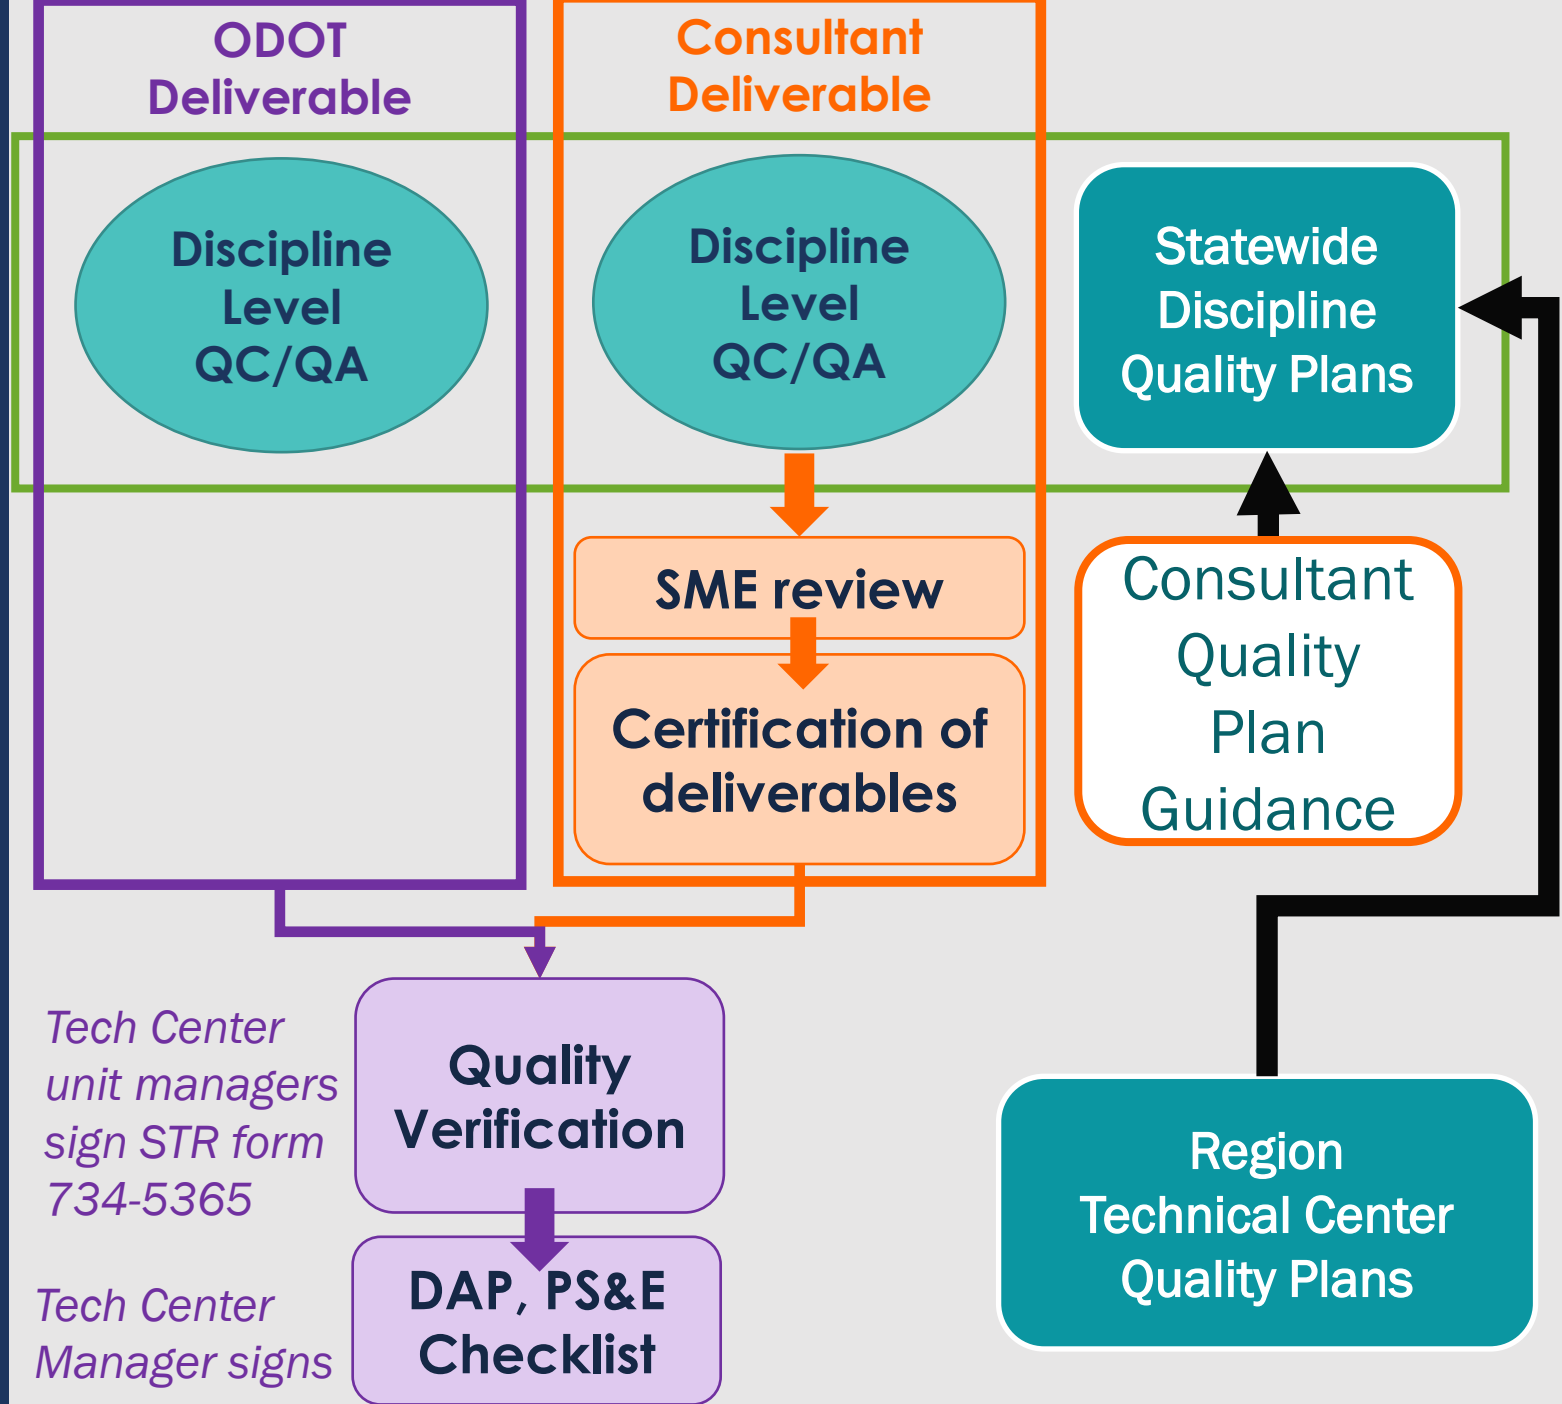 ODOT
Deliverable
Consultant
Deliverable
Discipline
Level
QC/QA
Discipline
Level
QC/QA
Statewide
Discipline
Quality Plans
SME review
Certification of
deliverables
Consultant
Quality
Plan
Guidance
Tech Center
unit managers
sign STR form
734-5365
Quality
Verification
Region
Technical Center
Quality Plans
Tech Center
Manager signs
DAP, PS&E
Checklist